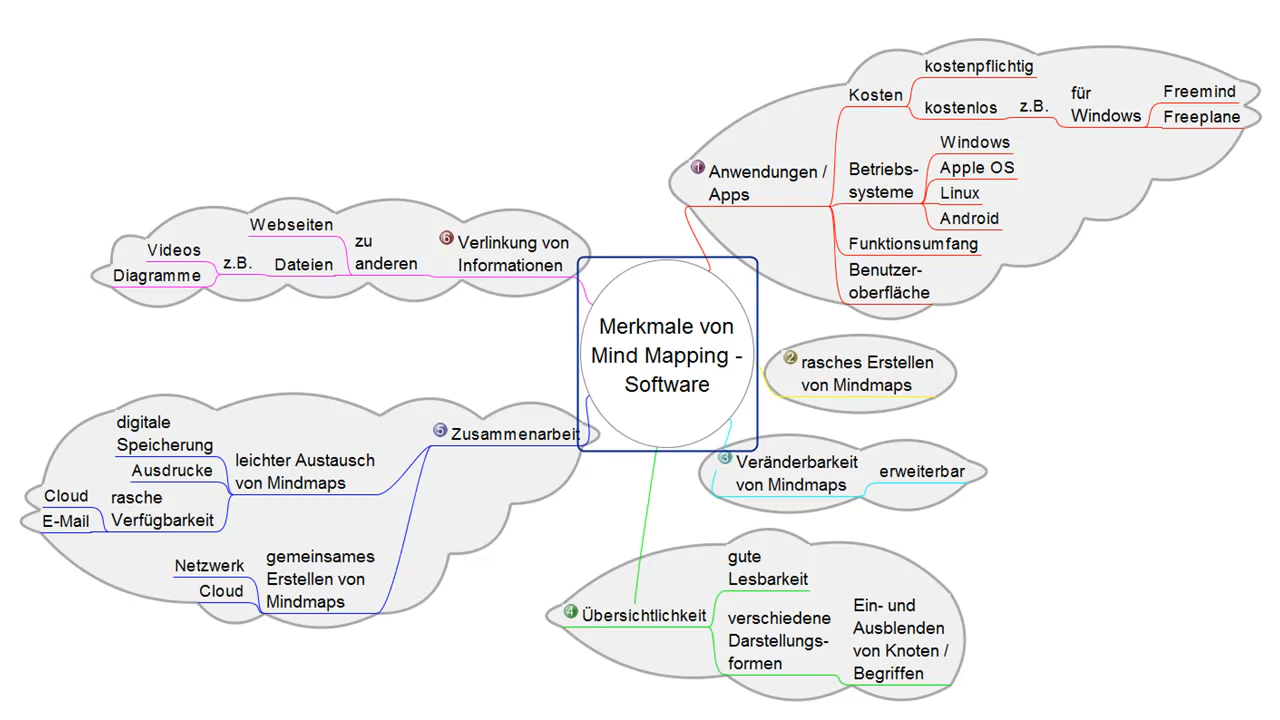 Merkmale von
Mind Mapping -
Software
1
Anwendungen /
Apps
Kosten
kostenpflichtig
kostenlos
z.B.
für
Windows
Freemind
Freeplane
Betriebs-
systeme
Windows
Apple OS
Linux
Android
Funktionsumfang
Benutzer-
oberfläche
2
rasches Erstellen
von Mindmaps
3
Veränderbarkeit
von Mindmaps
erweiterbar
4
Übersichtlichkeit
gute
Lesbarkeit
verschiedene
Darstellungs-
formen
Ein- und
Ausblenden
von Knoten /
Begriffen
5
Zusammenarbeit
leichter Austausch
von Mindmaps
digitale
Speicherung
Ausdrucke
rasche
Verfügbarkeit
Cloud
E-Mail
gemeinsames
Erstellen von
Mindmaps
Netzwerk
Cloud
6
Verlinkung von
Informationen
zu
anderen
Webseiten
Dateien
z.B.
Videos
Diagramme